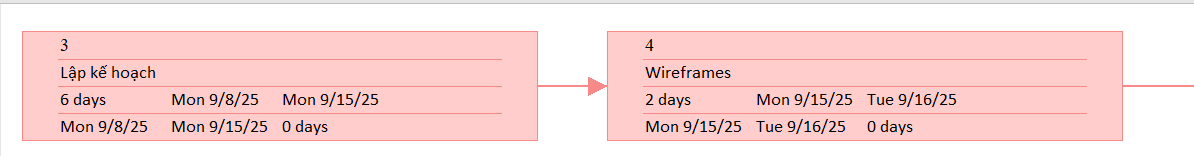 3
Lập kế hoạch
6 days Mon 9/8/25 Mon 9/15/25
Mon 9/8/25 Mon 9/15/25 0 days
4
Wireframes
2 days Mon 9/15/25 Tue 9/16/25
Mon 9/15/25 Tue 9/16/25 0 days